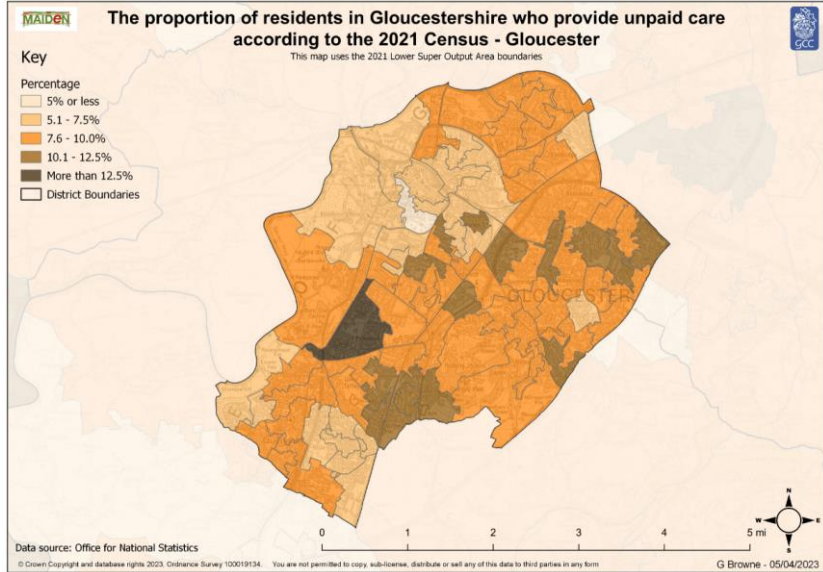 MAIDEN
The proportion of residents in Gloucestershire who provide unpaid care
according to the 2021 Census - Gloucester
This map uses the 2021 Lower Super Output Area boundaries
GCC
Key
Percentage
5% or less
5.1 - 7.5%
7.6 - 10.0%
10.1 - 12.5%
More than 12.5%
District Boundaries
GLOUCESTER
N
W
E
S
0 1 2 3 4 5 mi
Data source: Office for National Statistics
© Crown Copyright and database rights 2023. Ordnance Survey 100019134. You are not permitted to copy, sub-license, distribute or sell any of this data to third parties in any form
G Browne - 05/04/2023